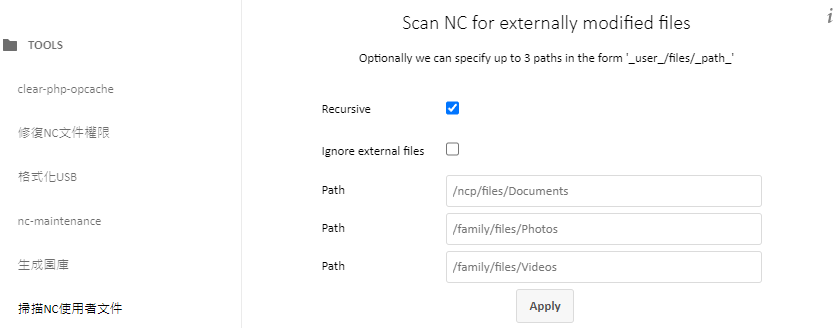 Scan NC for externally modified files
i
Optionally we can specify up to 3 paths in the form '_user_/files/_path_'
TOOLS
clear-php-opcache
修復NC文件權限
格式化USB
nc-maintenance
生成圖庫
掃描NC使用者文件
Recursive
Ignore external files
Path /ncp/files/Documents
Path /family/files/Photos
Path /family/files/Videos
Apply